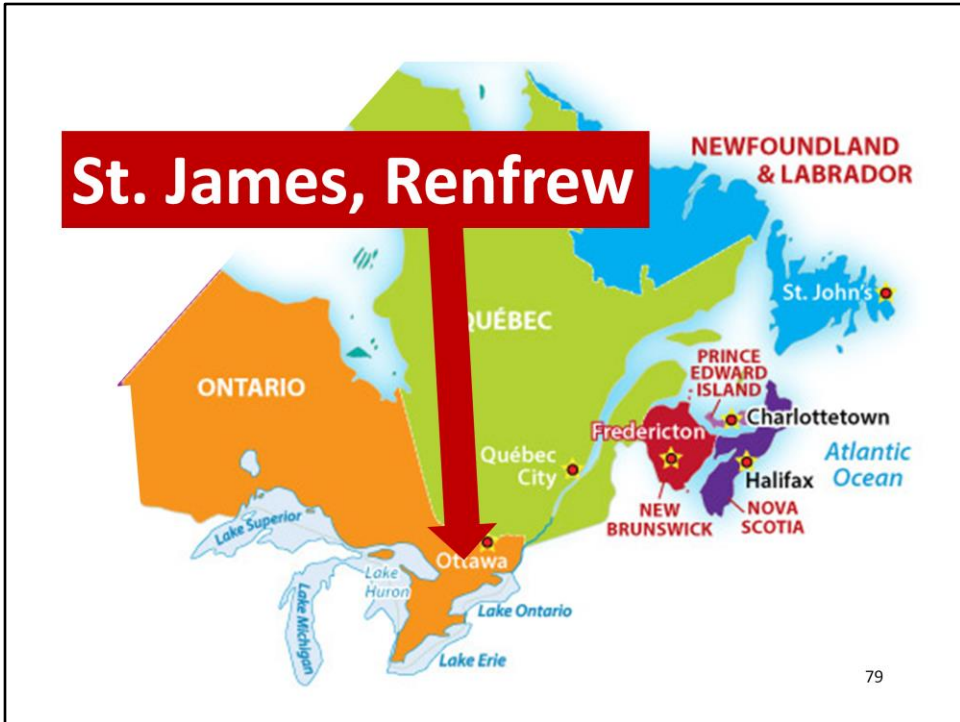 St. James, Renfrew
NEWFOUNDLAND
& LABRADOR
St. John's
QUÉBEC
PRINCE
EDWARD
ISLAND
ONTARIO
Charlottetown
Fredericton
Québec
City
Atlantic
Ocean
Halifax
NEW
BRUNSWICK
NOVA
SCOTIA
Lake Superior
Ottawa
Lake
Huron
Lake Michigan
Lake Ontario
Lake Erie
79